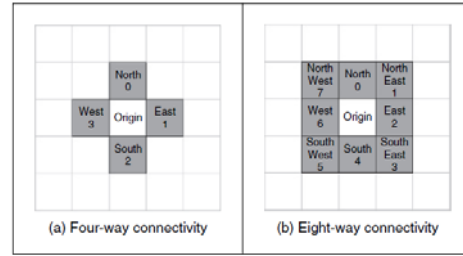 North
0
West
3
Origin
East
1
South
2
(a) Four-way connectivity
North
West
7
North
0
North
East
1
West
6
Origin
East
2
South
West
5
South
4
South
East
3
(b) Eight-way connectivity